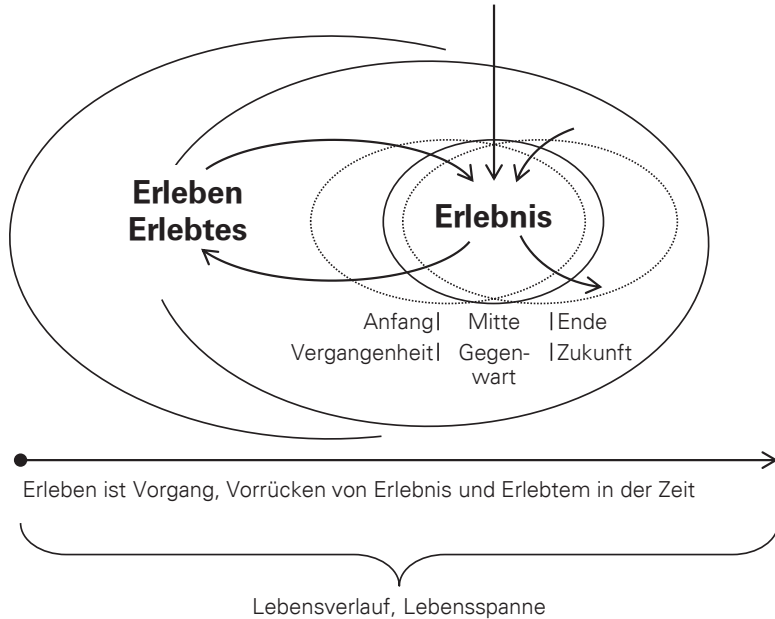 Erleben
Erlebtes
Erlebnis
Anfang| Mitte |Ende
Vergangenheit| Gegen- |Zukunft
wart
Erleben ist Vorgang, Vorrücken von Erlebnis und Erlebtem in der Zeit
Lebensverlauf, Lebensspanne